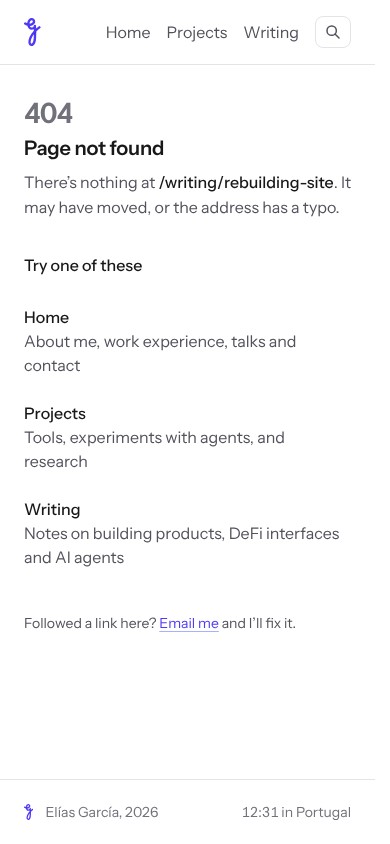 Home Projects Writing
404
Page not found
There’s nothing at /writing/rebuilding-site. It
may have moved, or the address has a typo.
Try one of these
Home
About me, work experience, talks and
contact
Projects
Tools, experiments with agents, and
research
Writing
Notes on building products, DeFi interfaces
and AI agents
Followed a link here? Email me and I’ll fix it.
Elías García, 2026 12:31 in Portugal